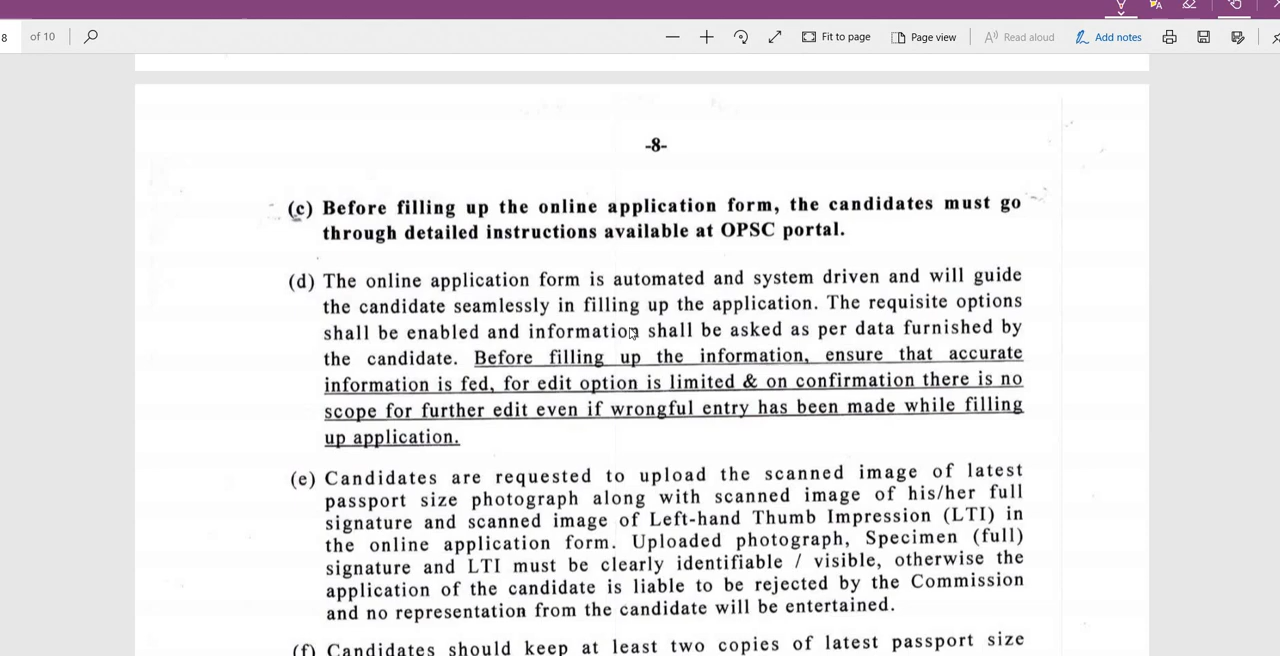 8 of 10 Fit to page Page view Read aloud Add notes
-8-
(c) Before filling up the online application form, the candidates must go
through detailed instructions available at OPSC portal.
(d) The online application form is automated and system driven and will guide
the candidate seamlessly in filling up the application. The requisite options
shall be enabled and information shall be asked as per data furnished by
the candidate. Before filling up the information, ensure that accurate
information is fed, for edit option is limited & on confirmation there is no
scope for further edit even if wrongful entry has been made while filling
up application.
(e) Candidates are requested to upload the scanned image of latest
passport size photograph along with scanned image of his/her full
signature and scanned image of Left-hand Thumb Impression (LTI) in
the online application form. Uploaded photograph, Specimen (full)
signature and LTI must be clearly identifiable / visible, otherwise the
application of the candidate is liable to be rejected by the Commission
and no representation from the candidate will be entertained.
(f) Candidates should keep at least two copies of latest passport size